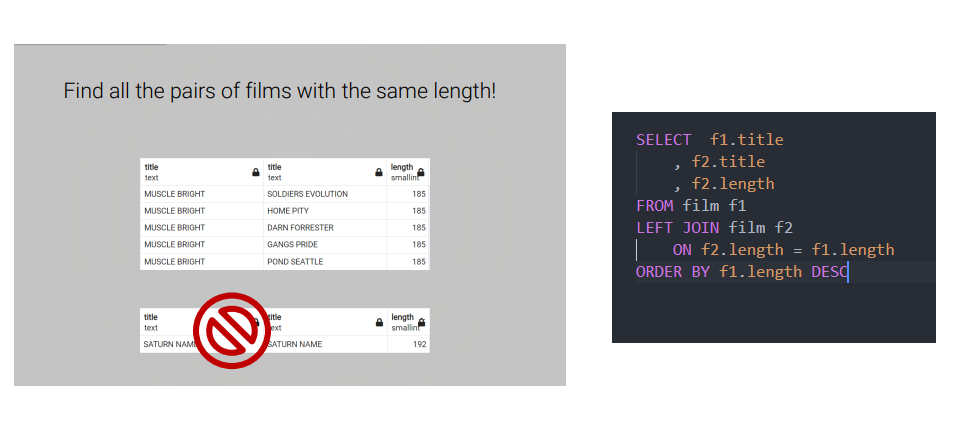 Find all the pairs of films with the same length!
title title length
text text smallint
MUSCLE BRIGHT SOLDIERS EVOLUTION 185
MUSCLE BRIGHT HOME PITY 185
MUSCLE BRIGHT DARN FORRESTER 185
MUSCLE BRIGHT GANGS PRIDE 185
MUSCLE BRIGHT POND SEATTLE 185
title title length
text text smallint
SATURN NAME SATURN NAME 192
SELECT f1.title
, f2.title
, f2.length
FROM film f1
LEFT JOIN film f2
ON f2.length = f1.length
ORDER BY f1.length DESC